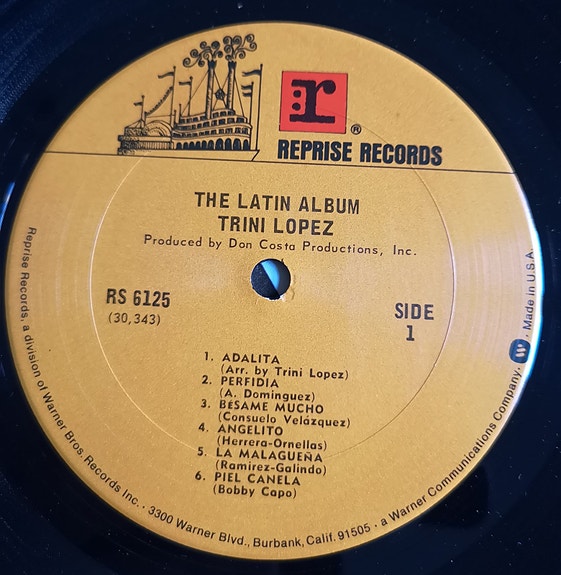 r®
REPRISE RECORDS
THE LATIN ALBUM
TRINI LOPEZ
Produced by Don Costa Productions, Inc.
RS 6125
(30,343)
SIDE
1
1. ADALITA
(Arr. by Trini Lopez)
2. PERFIDIA
(A. Dominguez)
3. BÉSAME MUCHO
(Consuelo Velázquez)
4. ANGELITO
(Herrera-Ornellas)
5. LA MALAGUEÑA
(Ramirez-Galindo)
6. PIEL CANELA
(Bobby Capo)
Reprise Records, a division of Warner Bros. Records Inc. · 3300 Warner Blvd., Burbank, Calif. 91505 · a Warner Communications Company. · Made in U.S.A.